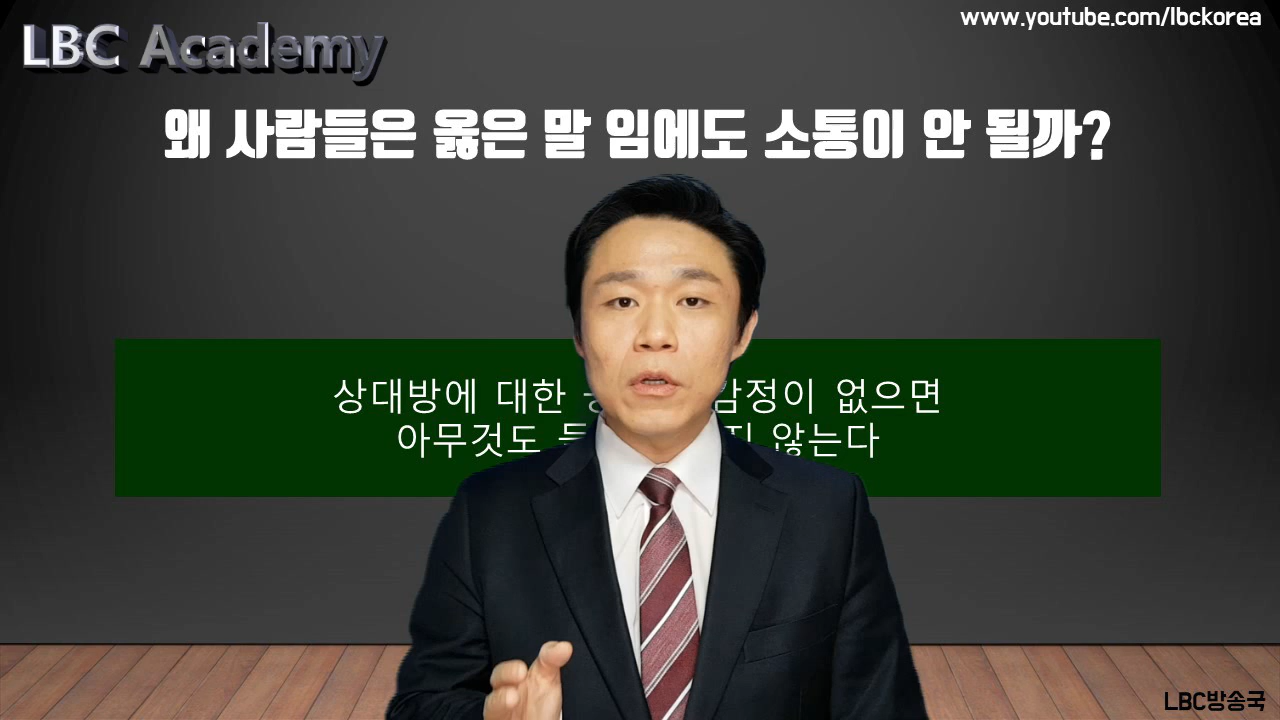 LBC Academy
www.youtube.com/lbckorea
왜 사람들은 옳은 말 임에도 소통이 안 될까?
상대방에 대한 감정이 없으면
아무것도 않는다
LBC방송국